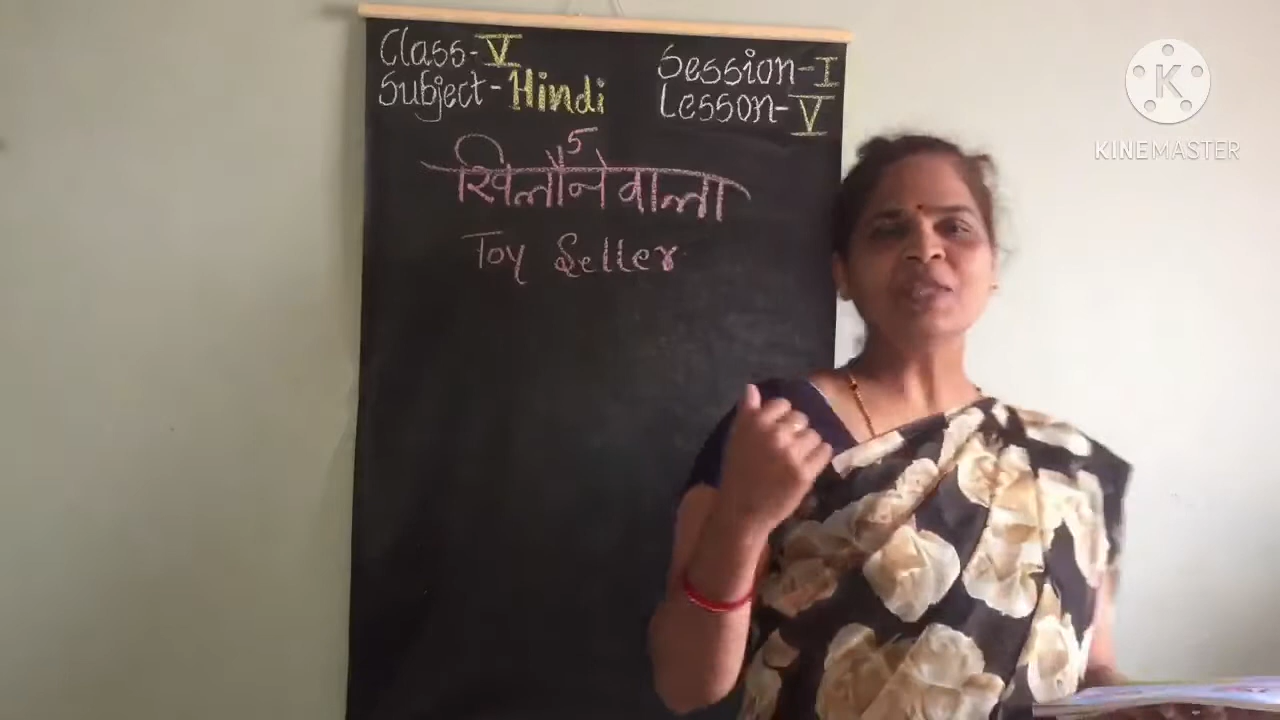 Class-V
Subject-Hindi
Session-I
Lesson-V
5
खिलौनेवाला
Toy Seller
K
KINEMASTER